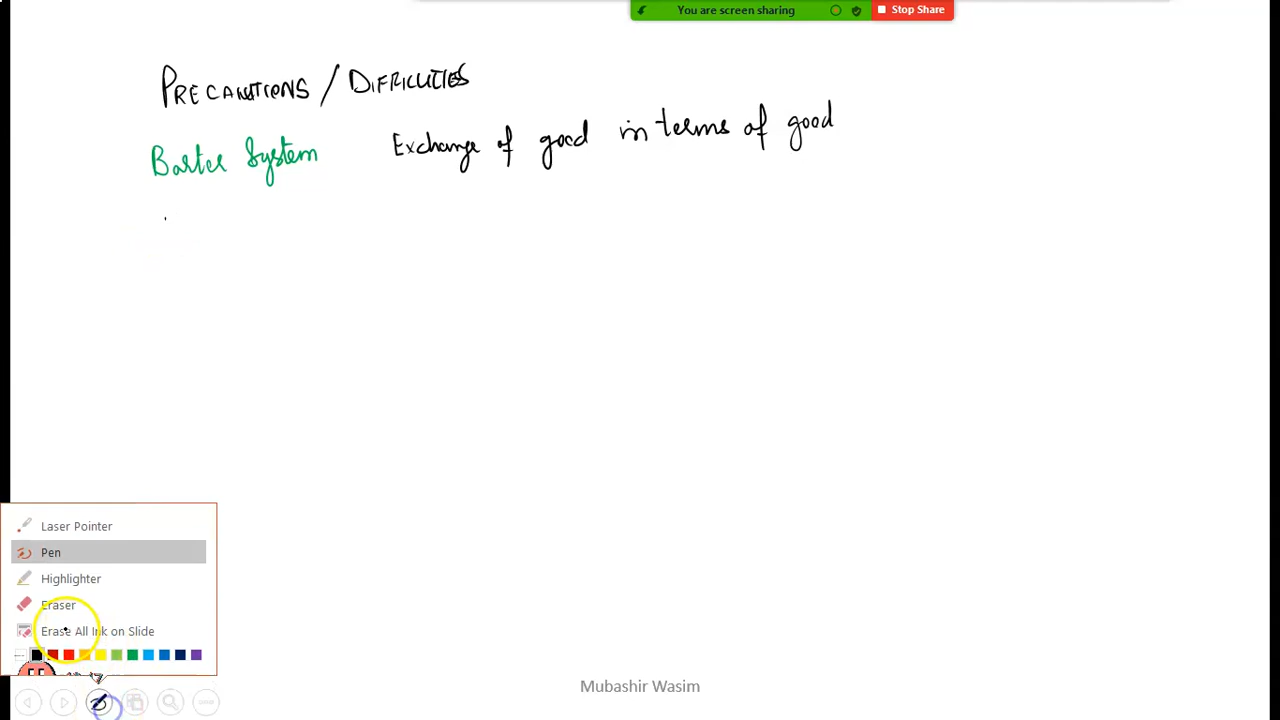 You are screen sharing Stop Share
PRECAUTIONS / DIFFICULTIES
Barter System Exchange of good in terms of good
Laser Pointer
Pen
Highlighter
Eraser
Erase All Ink on Slide
Mubashir Wasim